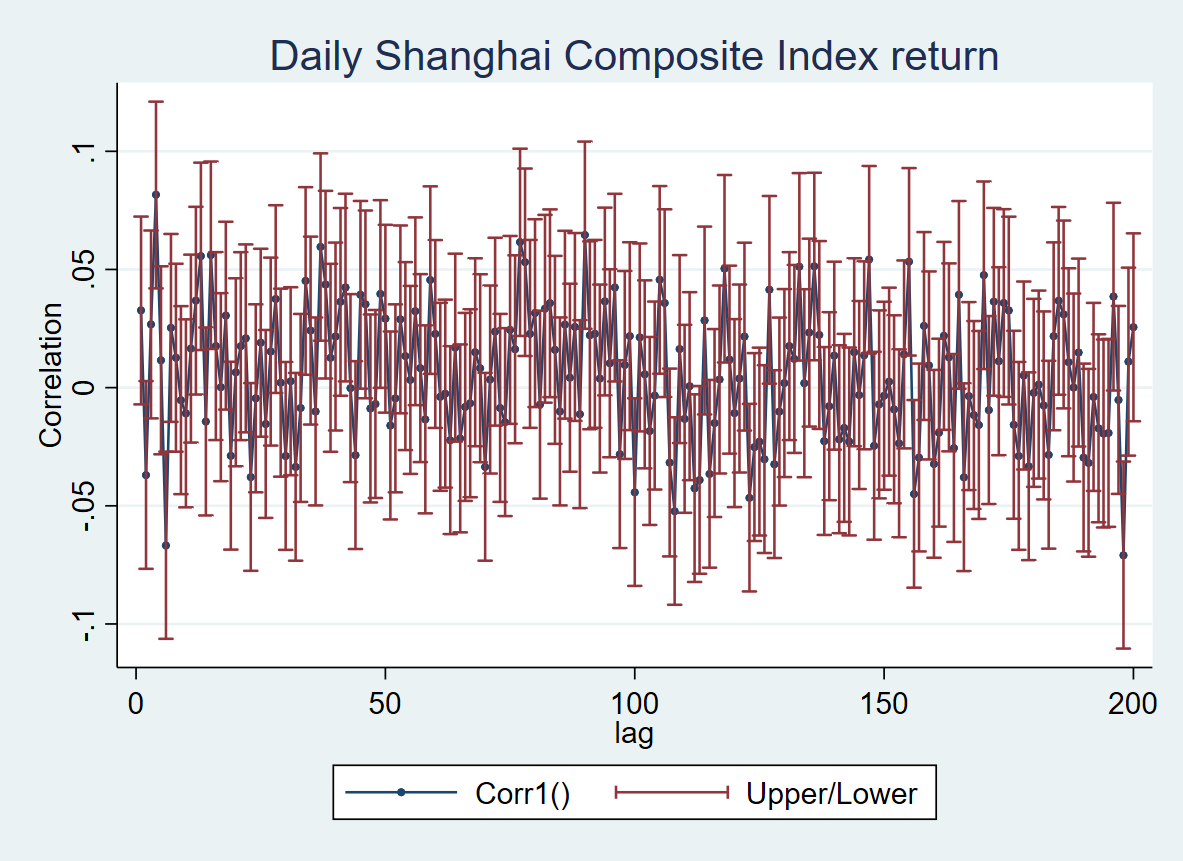 Daily Shanghai Composite Index return
Correlation
.1
.05
0
-.05
-.1
0 50 100 150 200
lag
Corr1() Upper/Lower